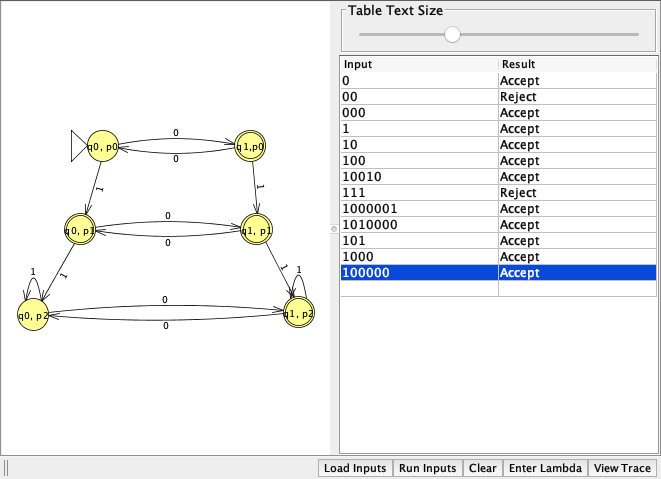 Table Text Size
Input Result
0 Accept
00 Reject
000 Accept
1 Accept
10 Accept
100 Accept
10010 Accept
111 Reject
1000001 Accept
1010000 Accept
101 Accept
1000 Accept
100000 Accept
0
q0, p0 q1,p0
0
1 1
0
q0, p1 q1, p1
0
1 1
1 1
0
q0, p2 q1, p2
0
Load Inputs Run Inputs Clear Enter Lambda View Trace